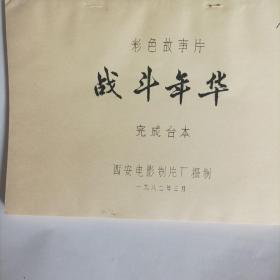 彩色故事片
战斗年华
完成台本
西安电影制片厂摄制
一九八二年三月